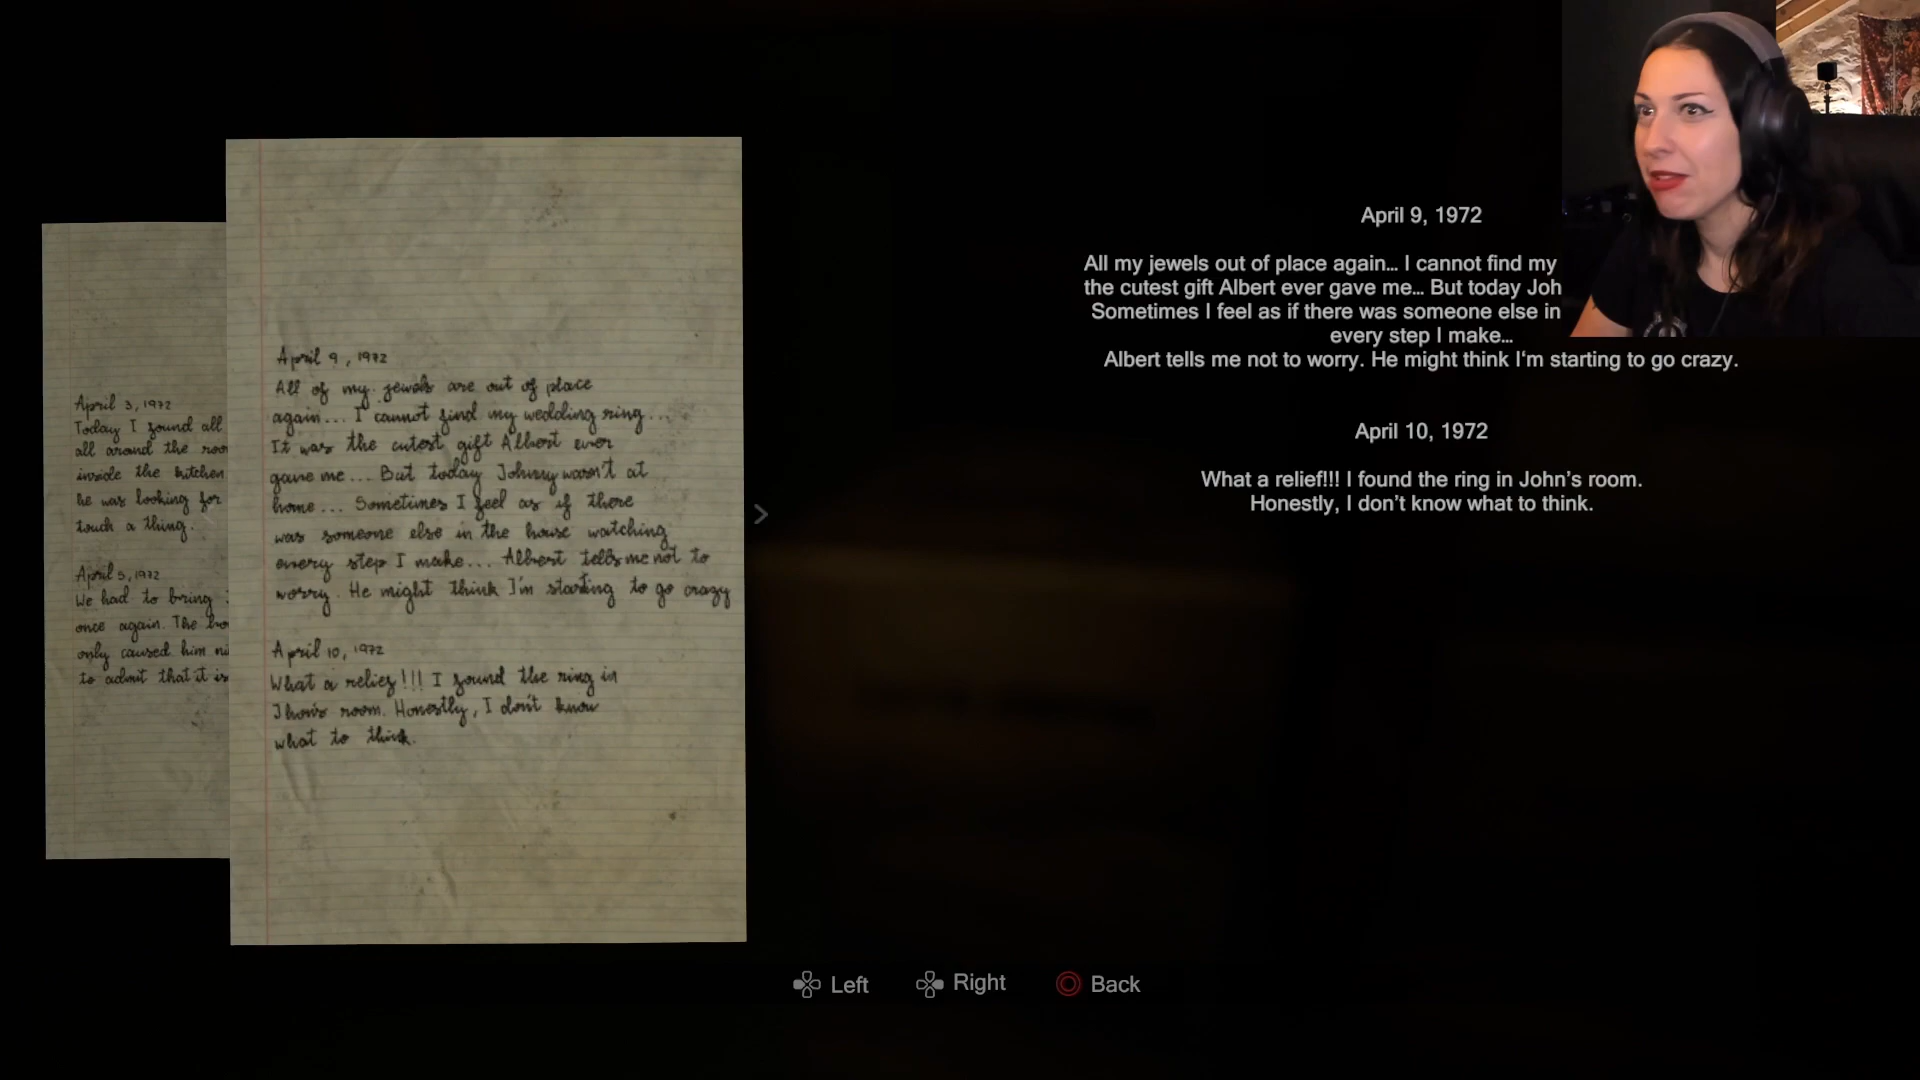 April 3, 1972
Today I found all
all around the roo
inside the kitchen
he was looking for
touch a thing.
April 5, 1972
We had to bring
once again. The
only caused him ni
to admit that it is
April 9, 1972
All of my jewels are out of place
again... I cannot find my wedding ring...
It was the cutest gift Albert ever
gave me... But today Johnny wasn't at
home... Sometimes I feel as if there
was someone else in the house watching
every step I make... Albert tells me not to
worry. He might think I'm starting to go crazy
April 10, 1972
What a relief!!! I found the ring in
Jhon's room. Honestly, I don't know
what to think.
April 9, 1972
All my jewels out of place again... I cannot find my
the cutest gift Albert ever gave me... But today Joh
Sometimes I feel as if there was someone else in
every step I make...
Albert tells me not to worry. He might think I'm starting to go crazy.
April 10, 1972
What a relief!!! I found the ring in John's room.
Honestly, I don't know what to think.
Left Right Back